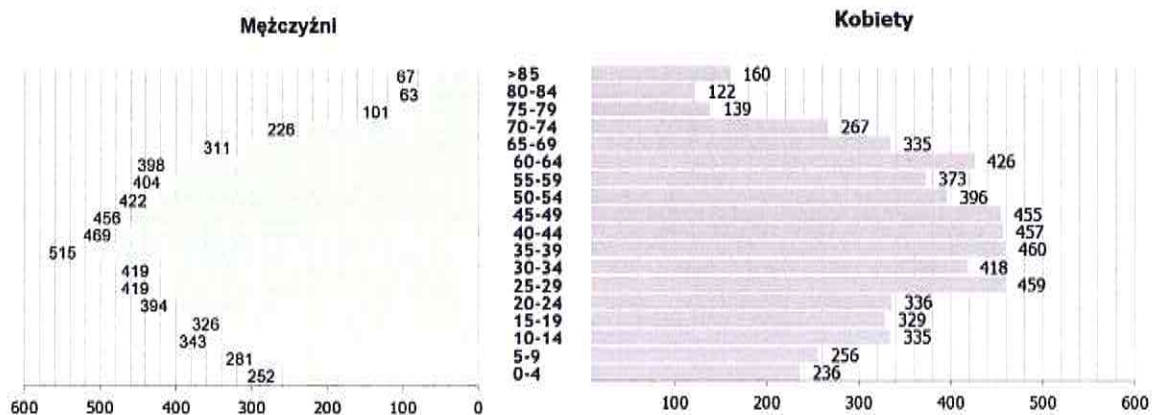 Mężczyźni
Kobiety
67 >85 160
63 80-84 122
101 75-79 139
226 70-74 267
311 65-69 335
398 60-64 426
404 55-59 373
422 50-54 396
456 45-49 455
469 40-44 457
515 35-39 460
419 30-34 418
419 25-29 459
394 20-24 336
326 15-19 329
343 10-14 335
281 5-9 256
252 0-4 236
600 500 400 300 200 100 0
100 200 300 400 500 600